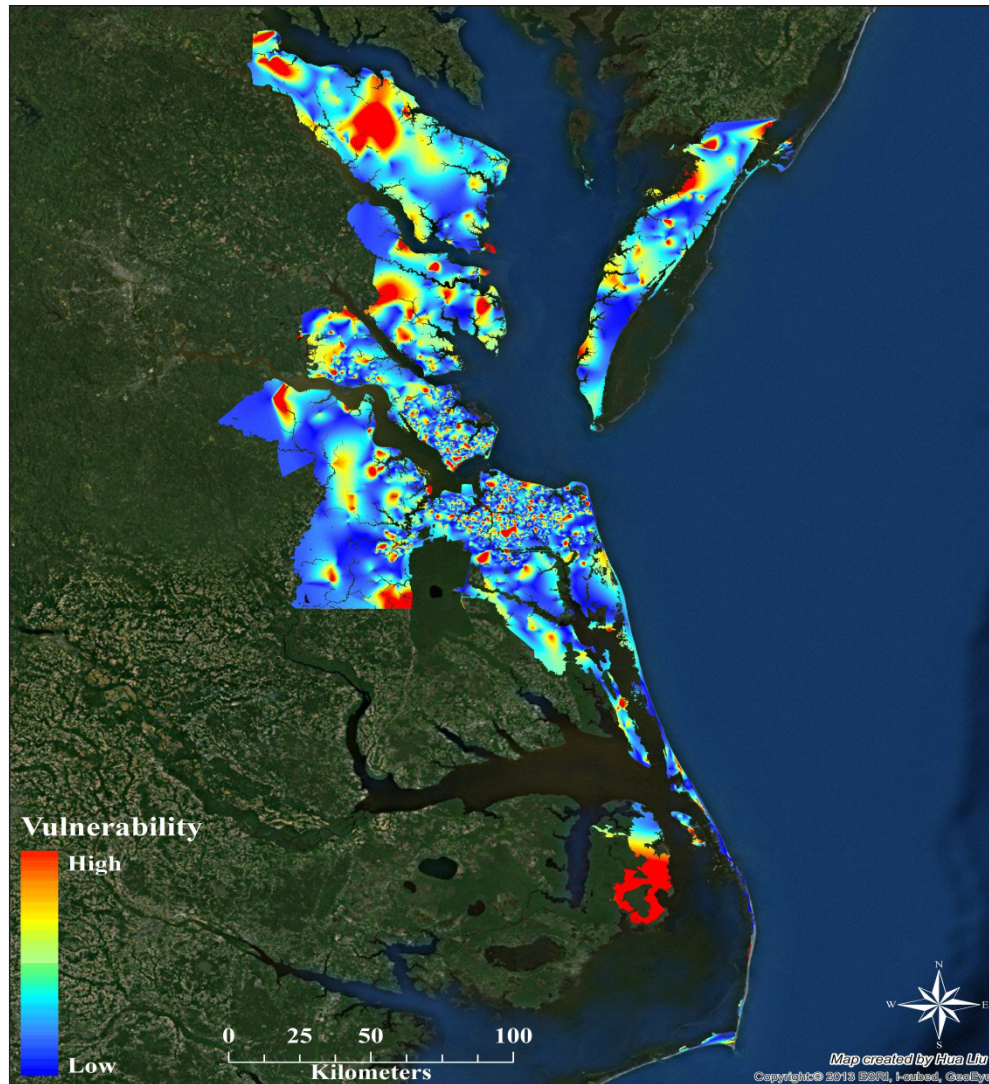 Vulnerability
High
Low
0 25 50 100
Kilometers
N
W E
S
Map created by Hua Liu
Copyright:© 2013 ESRI, i-cubed, GeoEye